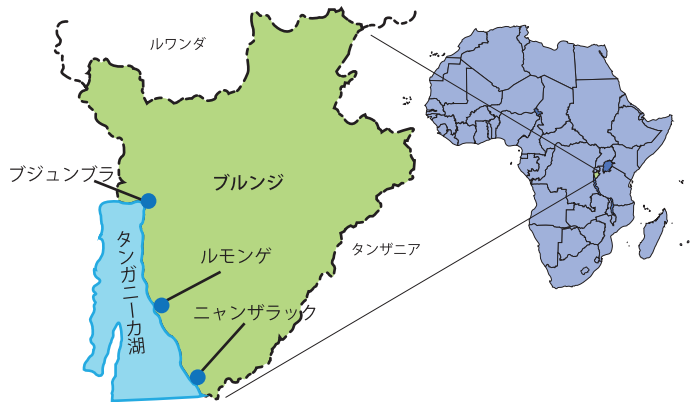 ルワンダ
ブジュンブラ
ブルンジ
タンガニーカ湖
ルモンゲ
タンザニア
ニャンザラック